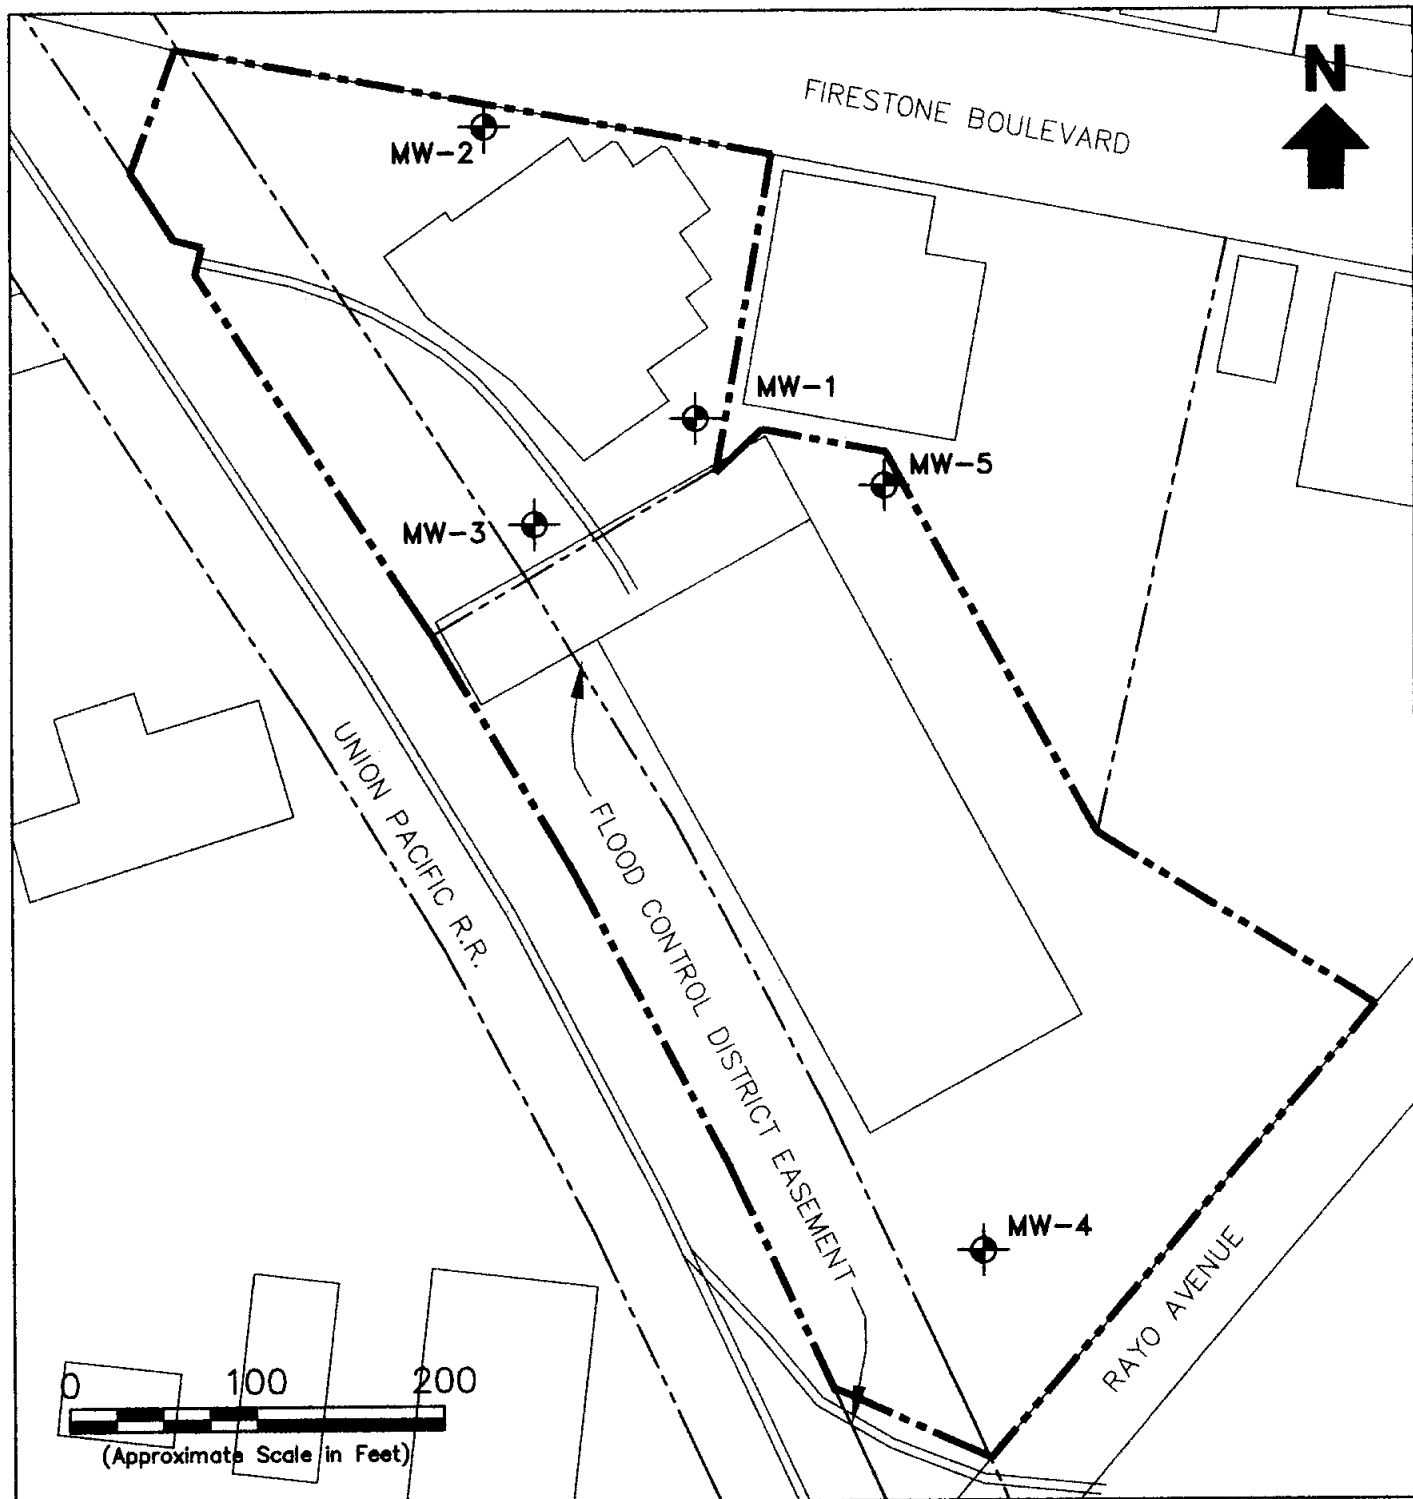 N
FIRESTONE BOULEVARD
MW-2
MW-1
MW-5
MW-3
UNION PACIFIC R.R.
FLOOD CONTROL DISTRICT EASEMENT
MW-4
RAYO AVENUE
0 100 200
(Approximate Scale in Feet)